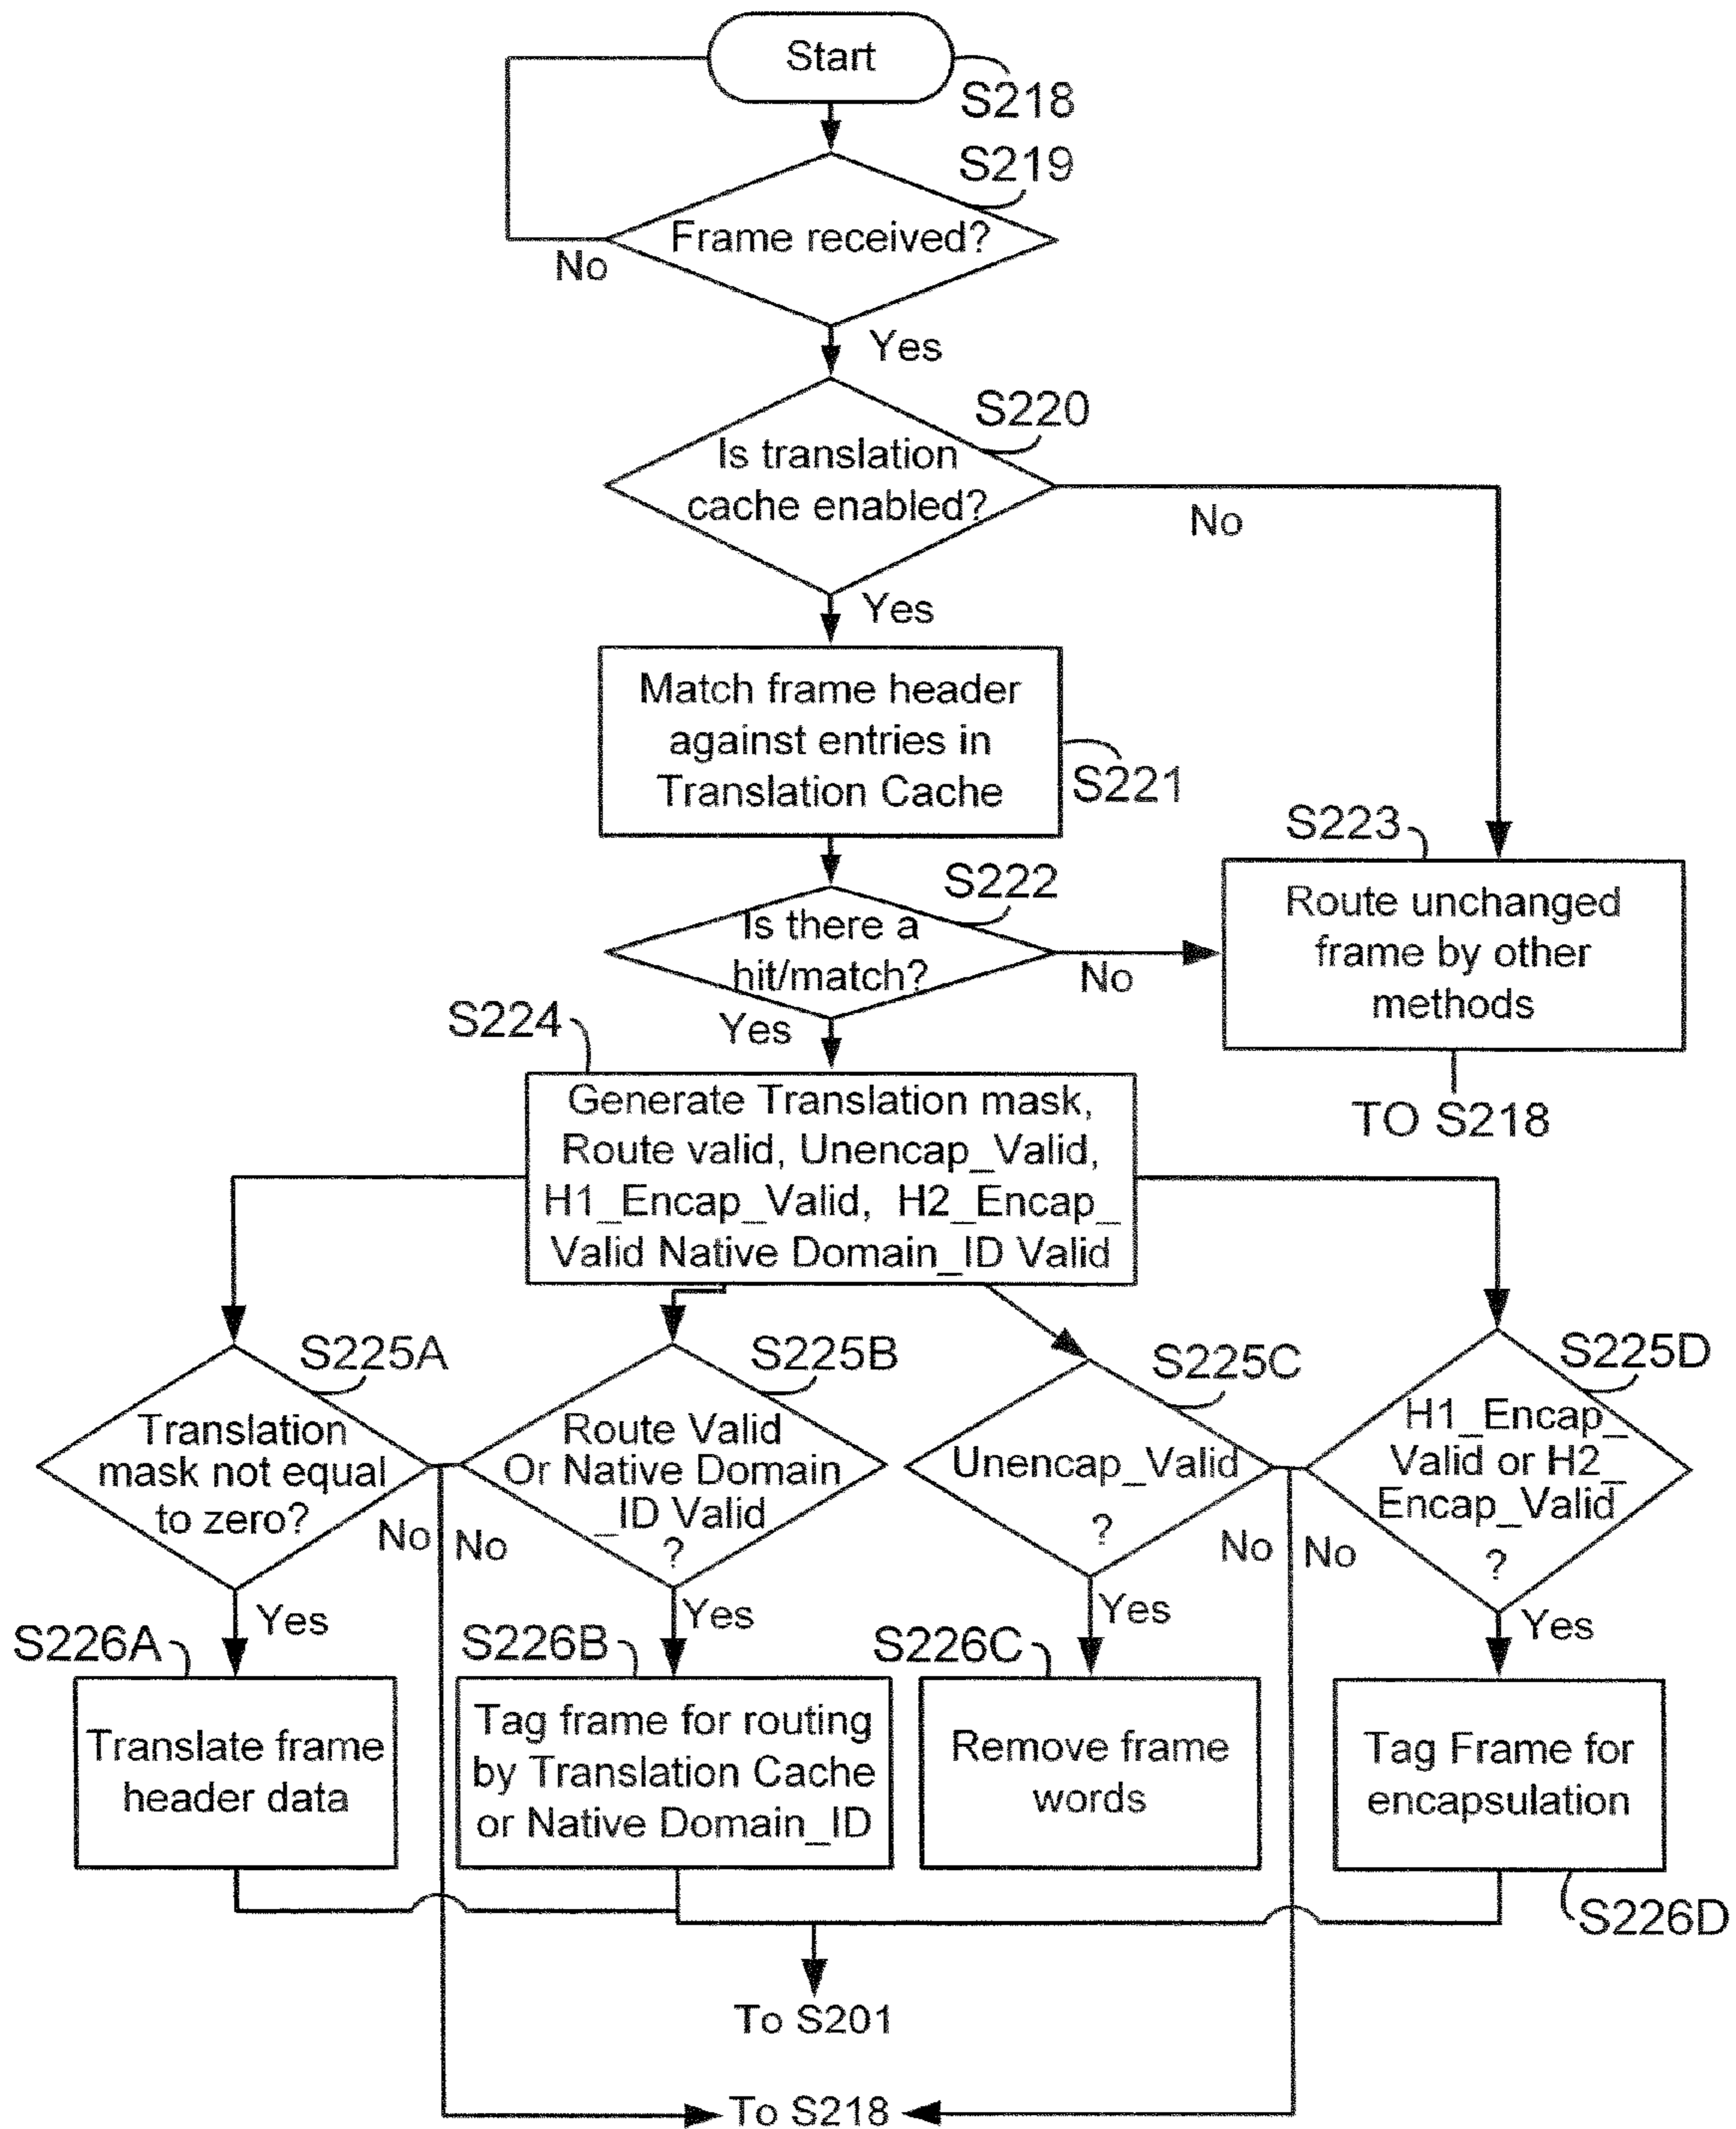 Start
S218
S219
Frame received?
No
Yes
S220
Is translation
cache enabled?
No
Yes
Match frame header
against entries in
Translation Cache
S221
S223
Route unchanged
frame by other
methods
TO S218
S222
Is there a
hit/match?
No
Yes
S224
Generate Translation mask,
Route valid, Unencap_Valid,
H1_Encap_Valid, H2_Encap_
Valid Native Domain_ID Valid
S225A
Translation
mask not equal
to zero?
No
Yes
S225B
Route Valid
Or Native Domain
_ID Valid
?
No
Yes
S225C
Unencap_Valid
?
No
Yes
S225D
H1_Encap_
Valid or H2_
Encap_Valid
?
No
Yes
S226A
Translate frame
header data
S226B
Tag frame for routing
by Translation Cache
or Native Domain_ID
S226C
Remove frame
words
Tag Frame for
encapsulation
S226D
To S201
To S218